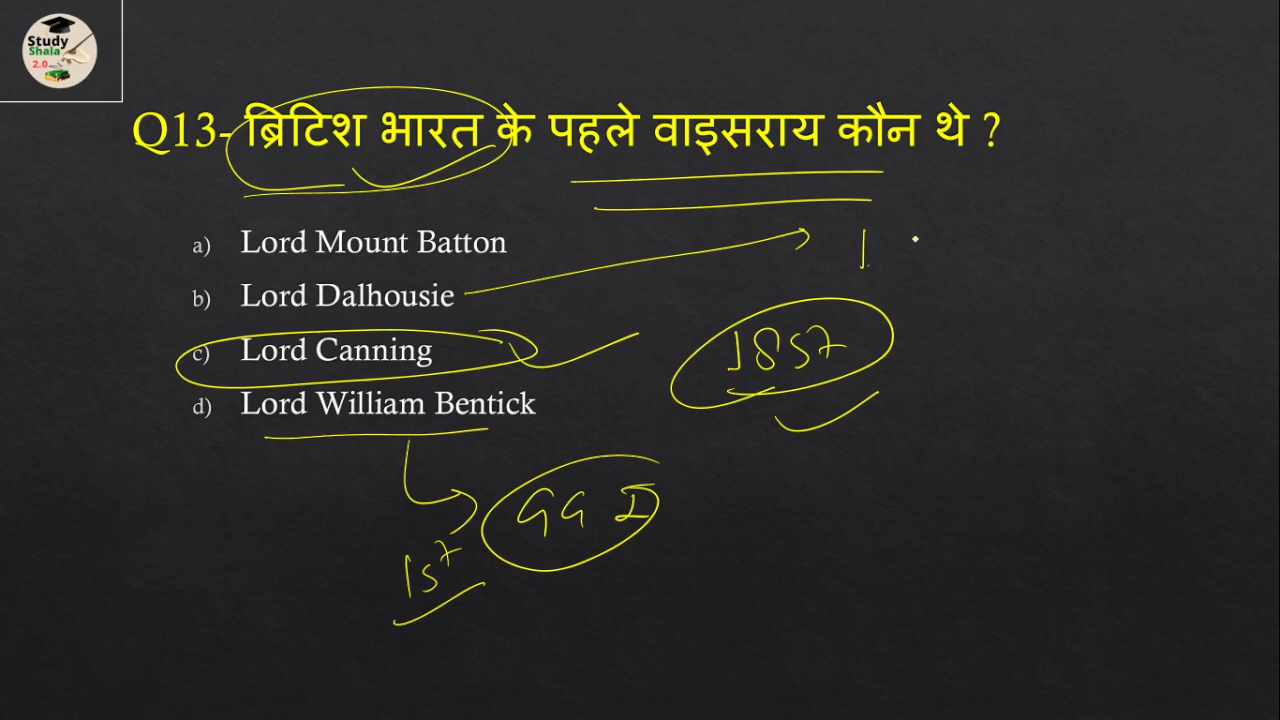 Study
Shala
2.0
Q13- ब्रिटिश भारत के पहले वाइसराय कौन थे ?
a) Lord Mount Batton
b) Lord Dalhousie
c) Lord Canning
1857
d) Lord William Bentick
GG I
1st